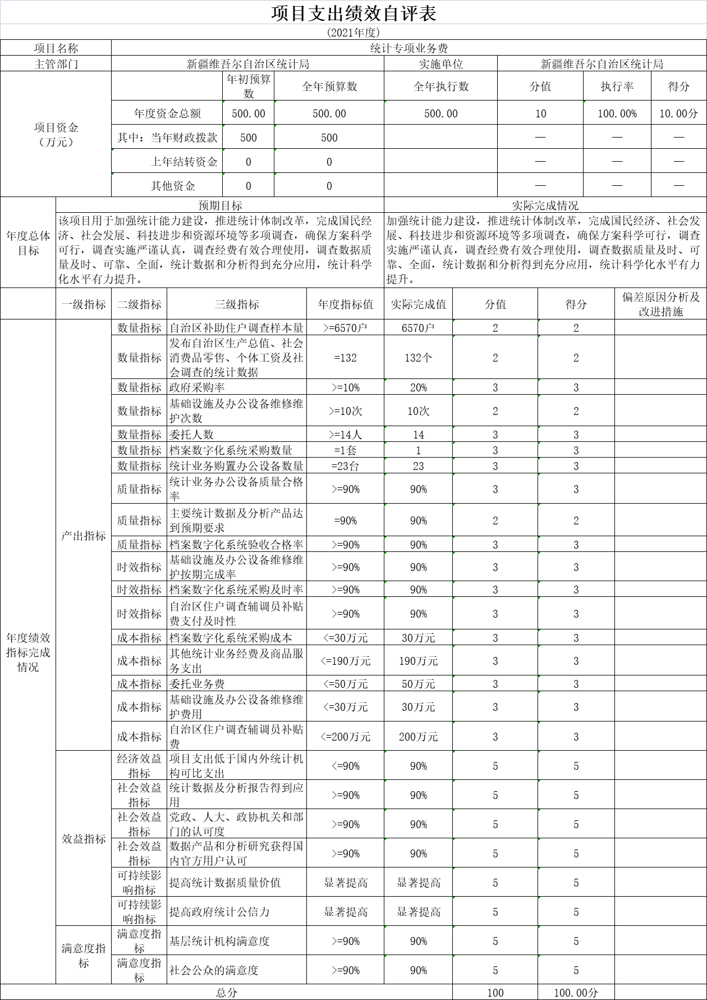 项目支出绩效自评表
(2021年度)
项目名称 统计专项业务费
主管部门 新疆维吾尔自治区统计局 实施单位 新疆维吾尔自治区统计局
项目资金
（万元）
年初预算
数 全年预算数 全年执行数 分值 执行率 得分
年度资金总额 500.00 500.00 500.00 10 100.00% 10.00分
其中：当年财政拨款 500 500 — — —
上年结转资金 0 0 — — —
其他资金 0 0 — — —
年度总体
目标
预期目标 实际完成情况
该项目用于加强统计能力建设，推进统计体制改革，完成国民经
济、社会发展、科技进步和资源环境等多项调查，确保方案科学
可行，调查实施严谨认真，调查经费有效合理使用，调查数据质
量及时、可靠、全面，统计数据和分析得到充分应用，统计科学
化水平有力提升。
加强统计能力建设，推进统计体制改革，完成国民经济、社会发
展、科技进步和资源环境等多项调查，确保方案科学可行，调查
实施严谨认真，调查经费有效合理使用，调查数据质量及时、可
靠、全面，统计数据和分析得到充分应用，统计科学化水平有力
提升。
一级指标 二级指标 三级指标 年度指标值 实际完成值 分值 得分 偏差原因分析及
改进措施
年度绩效
指标完成
情况
产出指标
数量指标 自治区补助住户调查样本量 >=6570户 6570户 2 2
数量指标 发布自治区生产总值、社会
消费品零售、个体工资及社
会调查的统计数据 =132 132个 2 2
数量指标 政府采购率 >=10% 20% 3 3
数量指标 基础设施及办公设备维修维
护次数 >=10次 10次 2 2
数量指标 委托人数 >=14人 14 3 3
数量指标 档案数字化系统采购数量 =1套 1 3 3
数量指标 统计业务购置办公设备数量 =23台 23 3 3
质量指标 统计业务办公设备质量合格
率 >=90% 90% 3 3
质量指标 主要统计数据及分析产品达
到预期要求 =90% 90% 2 2
质量指标 档案数字化系统验收合格率 >=90% 90% 3 3
时效指标 基础设施及办公设备维修维
护按期完成率 >=90% 90% 3 3
时效指标 档案数字化系统采购及时率 >=90% 90% 3 3
时效指标 自治区住户调查辅调员补贴
费支付及时性 >=90% 90% 3 3
成本指标 档案数字化系统采购成本 <=30万元 30万元 3 3
成本指标 其他统计业务经费及商品服
务支出 <=190万元 190万元 3 3
成本指标 委托业务费 <=50万元 50万元 3 3
成本指标 基础设施及办公设备维修维
护费用 <=30万元 30万元 3 3
成本指标 自治区住户调查辅调员补贴
费 <=200万元 200万元 3 3
效益指标
经济效益
指标 项目支出低于国内外统计机
构可比支出 <=90% 90% 5 5
社会效益
指标 统计数据及分析报告得到应
用 >=90% 90% 5 5
社会效益
指标 党政、人大、政协机关和部
门的认可度 >=90% 90% 5 5
社会效益
指标 数据产品和分析研究获得国
内官方用户认可 >=90% 90% 5 5
可持续影
响指标 提高统计数据质量价值 显著提高 显著提高 5 5
可持续影
响指标 提高政府统计公信力 显著提高 显著提高 5 5
满意度指
标
满意度指
标 基层统计机构满意度 >=90% 90% 5 5
满意度指
标 社会公众的满意度 >=90% 90% 5 5
总分 100 100.00分